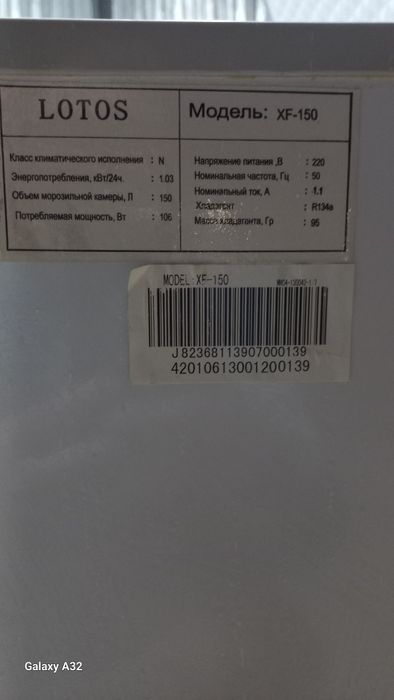 LOTOS
Модель: XF-150
Класс климатического исполнения : N
Энергопотребления, кВт/24ч. : 1.03
Объем морозильной камеры, Л : 150
Потребляемая мощность, Вт : 106
Напряжение питания ,В : 220
Номинальная частота, Гц : 50
Номинальный ток, А : 1.1
Хладагент : R134a
Масса хладагента, Гр : 95
MODEL:XF-150
J82368113907000139
42010613001200139
Galaxy A32